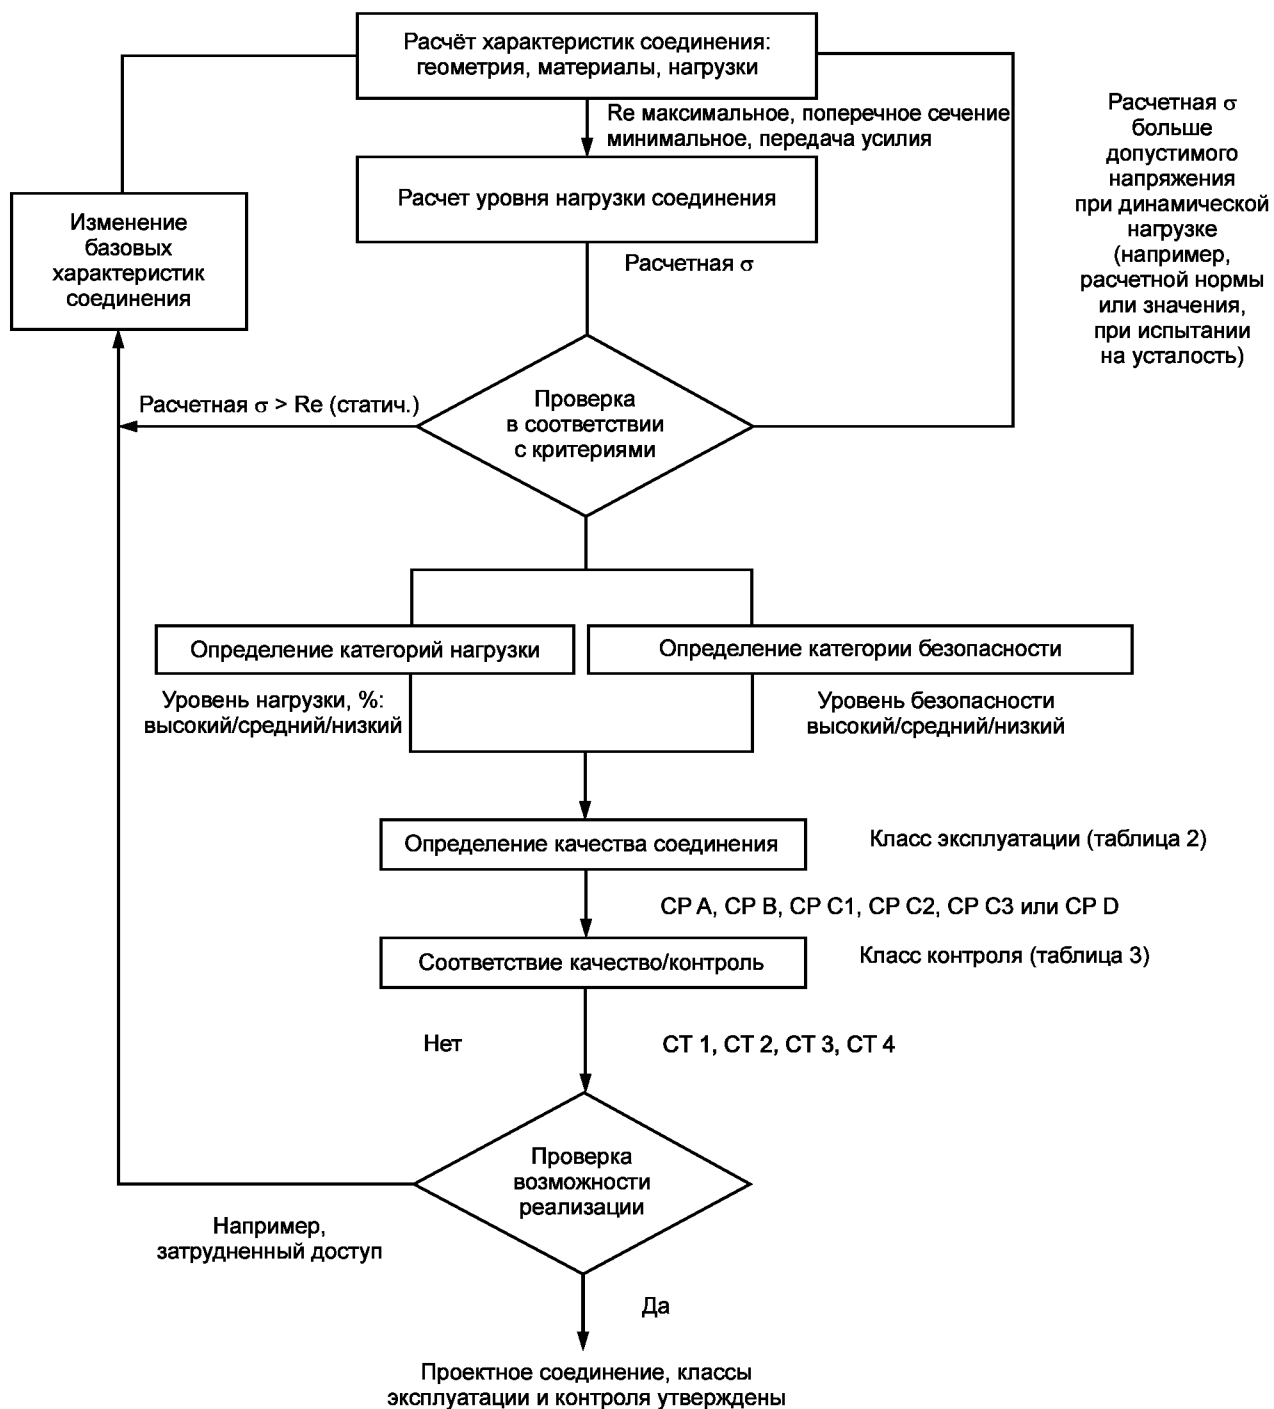 Расчёт характеристик соединения:
геометрия, материалы, нагрузки
Re максимальное, поперечное сечение
минимальное, передача усилия
Расчетная σ
больше
допустимого
напряжения
при динамической
нагрузке
(например,
расчетной нормы
или значения,
при испытании
на усталость)
Расчет уровня нагрузки соединения
Изменение
базовых
характеристик
соединения
Расчетная σ
Расчетная σ > Re (статич.)
Проверка
в соответствии
с критериями
Определение категорий нагрузки
Определение категории безопасности
Уровень нагрузки, %:
высокий/средний/низкий
Уровень безопасности
высокий/средний/низкий
Определение качества соединения
Класс эксплуатации (таблица 2)
CP A, CP B, CP C1, CP C2, CP C3 или CP D
Соответствие качество/контроль
Класс контроля (таблица 3)
Нет
CT 1, CT 2, CT 3, CT 4
Проверка
возможности
реализации
Например,
затрудненный доступ
Да
Проектное соединение, классы
эксплуатации и контроля утверждены